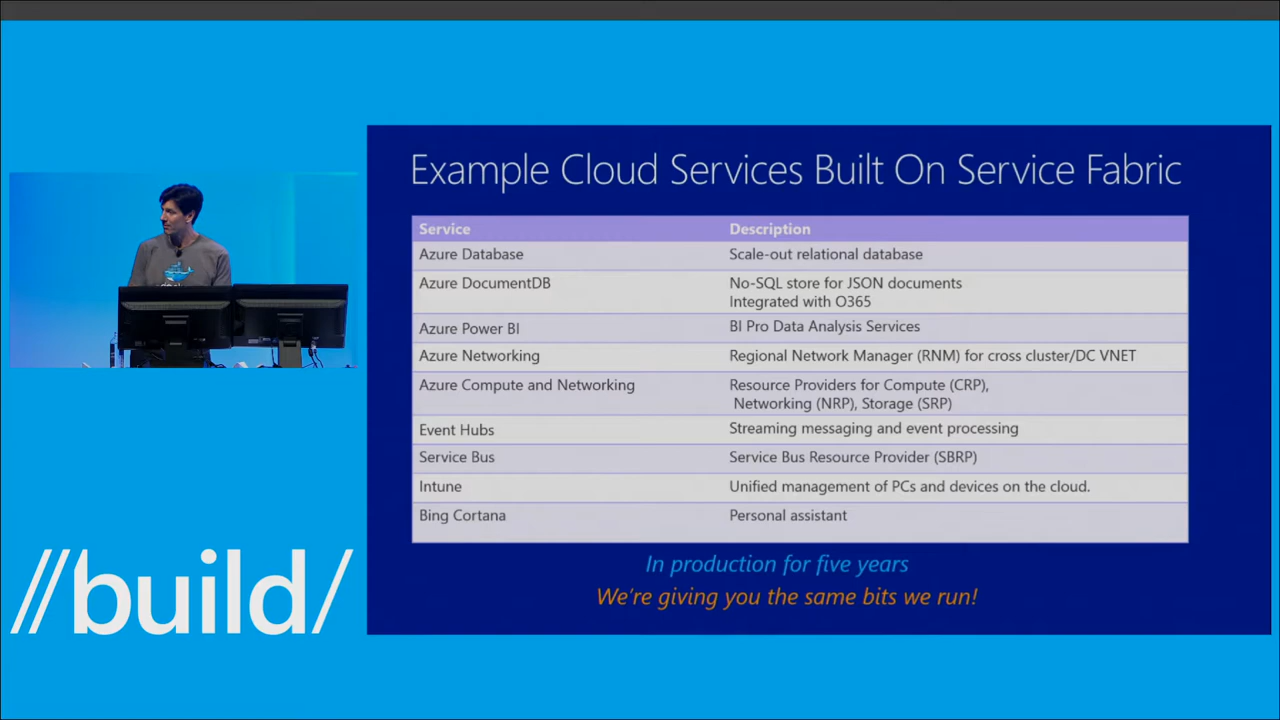 Example Cloud Services Built On Service Fabric
Service Description
Azure Database Scale-out relational database
Azure DocumentDB No-SQL store for JSON documents
Integrated with O365
Azure Power BI BI Pro Data Analysis Services
Azure Networking Regional Network Manager (RNM) for cross cluster/DC VNET
Azure Compute and Networking Resource Providers for Compute (CRP),
Networking (NRP), Storage (SRP)
Event Hubs Streaming messaging and event processing
Service Bus Service Bus Resource Provider (SBRP)
Intune Unified management of PCs and devices on the cloud.
Bing Cortana Personal assistant
In production for five years
We're giving you the same bits we run!
//build/